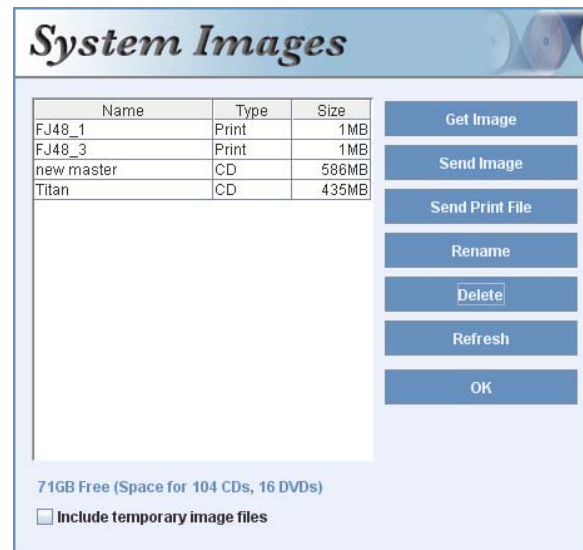 System Images
Name Type Size
FJ48_1 Print 1MB
FJ48_3 Print 1MB
new master CD 586MB
Titan CD 435MB
Get Image
Send Image
Send Print File
Rename
Delete
Refresh
OK
71GB Free (Space for 104 CDs, 16 DVDs)
Include temporary image files